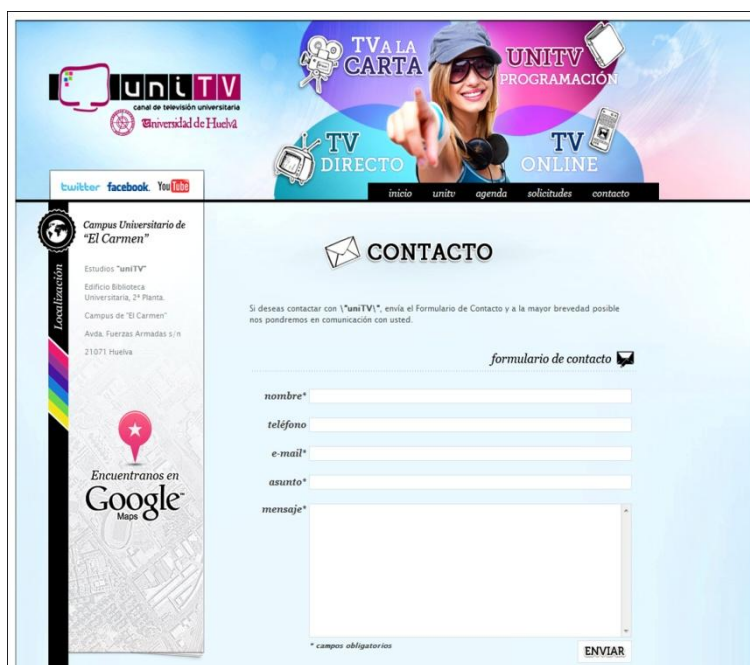 uniTV
canal de televisión universitaria
Universidad de Huelva
TV A LA
CARTA
UNITV
PROGRAMACIÓN
TV
DIRECTO
TV
ONLINE
twitter facebook. YouTube
inicio unitv agenda solicitudes contacto
Localización
Campus Universitario de
"El Carmen"
Estudios "uniTV"
Edificio Biblioteca
Universitaria, 2ª Planta.
Campus de "El Carmen"
Avda. Fuerzas Armadas s/n
21071 Huelva
Encuentranos en
Google
Maps
CONTACTO
Si deseas contactar con \"uniTV\", envía el Formulario de Contacto y a la mayor brevedad posible
nos pondremos en comunicación con usted.
formulario de contacto
nombre*
teléfono
e-mail*
asunto*
mensaje*
* campos obligatorios
ENVIAR